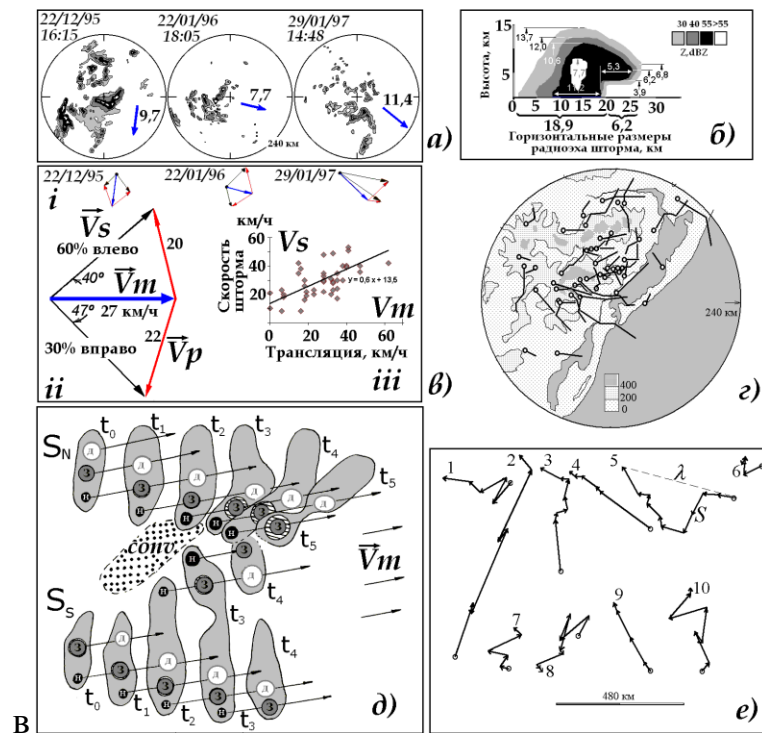 22/12/95
16:15
22/01/96
18:05
29/01/97
14:48
9,7
7,7
11,4
240 км
а)
Высота, км
15
10
5
0
13,7
12,0
10,6
7,7
11,2
5,3
6,2
6,8
3,9
30 40 55 >55
Z, dBZ
0 5 10 15 20 25 30
18,9 6,2
Горизонтальные размеры
радиоэха шторма, км
б)
i
22/12/95
22/01/96
29/01/97
Vs
60% влево
40°
Vm
27 км/ч
47°
30% вправо
20
22
Vp
ii
км/ч
60
40
20
0
Скорость
шторма
Vs
y = 0,6 x + 13,5
Vm
0 20 40 60
Трансляция, км/ч
iii
в)
240 км
400
200
0
г)
SN
t0
t1
t2
t3
t4
t5
Д Д Д Д Д Д
З З З З З З
Н Н Н Н Н
conv
t5
Vm
Н З
Д
t4
t3
SS
t4
Д Д Д Д Д
З З З З З З
Н Н Н Н Н
t0
t1
t2
t3
д)
В
1 2 3 4 5 6
λ
S
7 8 9 10
480 км
е)